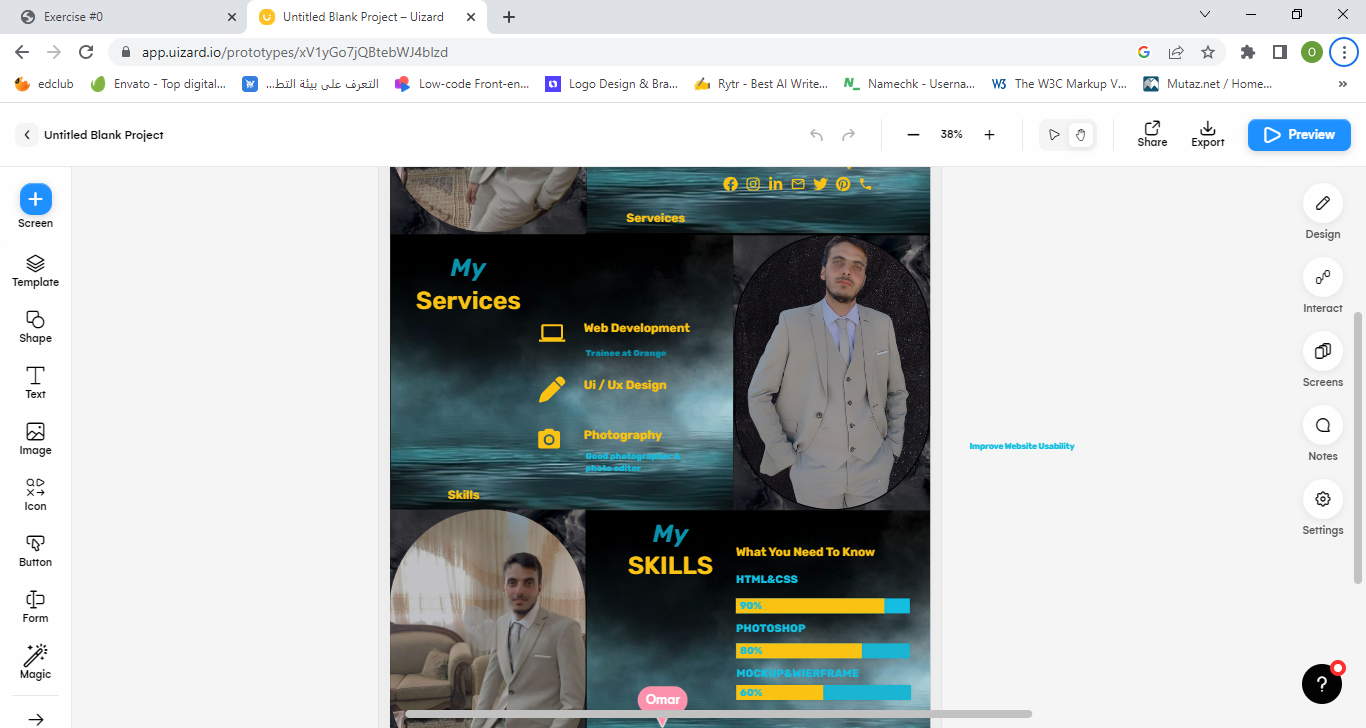 Exercise #0
Untitled Blank Project – Uizard
app.uizard.io/prototypes/xV1yGo7jQBtebWJ4blzd
O
edclub
Envato - Top digital...
التعرف على بيئة التط...
Low-code Front-en...
Logo Design & Bra...
Rytr - Best AI Write...
Namechk - Userna...
The W3C Markup V...
Mutaz.net / Home...
»
Untitled Blank Project
38%
Share
Export
Preview
Screen
Template
Shape
Text
Image
Icon
Button
Form
Magic
Serveices
My
Services
Web Development
Trainee at Orange
Ui / Ux Design
Photography
Good photographer &
photo editor
Skills
My
SKILLS
What You Need To Know
HTML&CSS
90%
PHOTOSHOP
80%
MOCKUP&WIERFRAME
60%
Omar
Improve Website Usability
Design
Interact
Screens
Notes
Settings
?